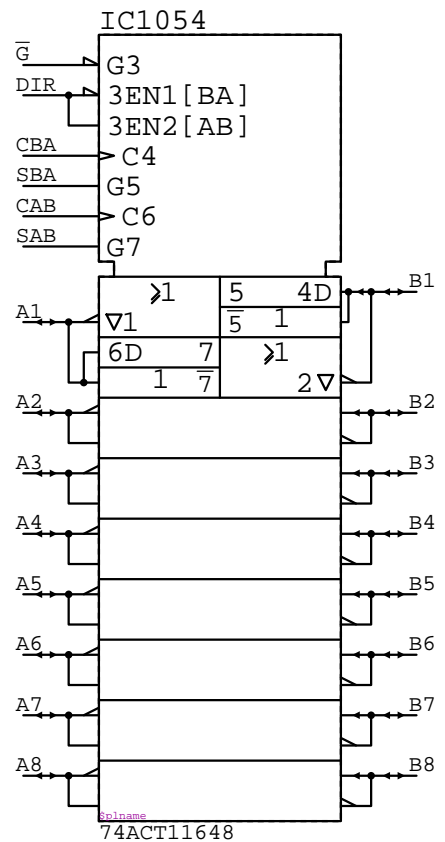 IC1054
G̅ G3
DIR 3EN1[BA]
3EN2[AB]
CBA C4
SBA G5
CAB C6
SAB G7
≥1 5 4D B1
A1 ▽1 5̅ 1
6D 7 ≥1
1 7̅ 2▽
A2 B2
A3 B3
A4 B4
A5 B5
A6 B6
A7 B7
A8 B8
$plname
74ACT11648